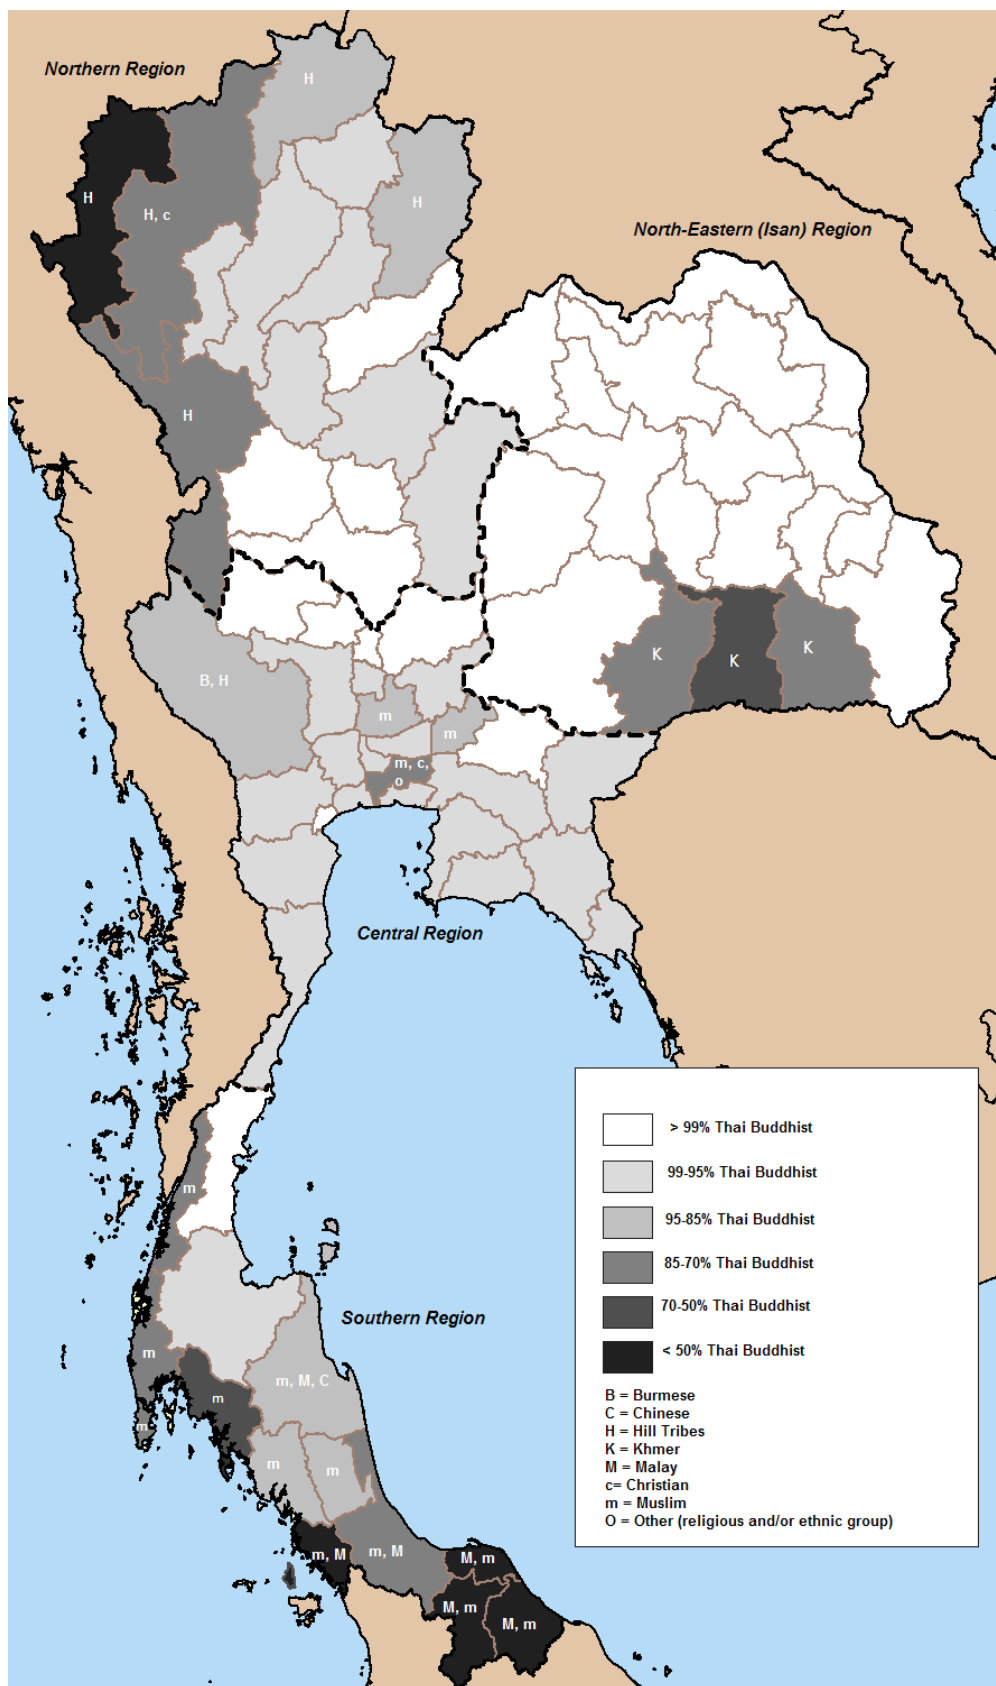 Northern Region
H
H
H, c
H
North-Eastern (Isan) Region
H
K
K
K
B, H
m
m
m, c,
o
Central Region
m
Southern Region
m
m, M, C
m
m
m
m
m, M
m, M
M, m
M, m
M, m
> 99% Thai Buddhist
99-95% Thai Buddhist
95-85% Thai Buddhist
85-70% Thai Buddhist
70-50% Thai Buddhist
< 50% Thai Buddhist
B = Burmese
C = Chinese
H = Hill Tribes
K = Khmer
M = Malay
c= Christian
m = Muslim
O = Other (religious and/or ethnic group)